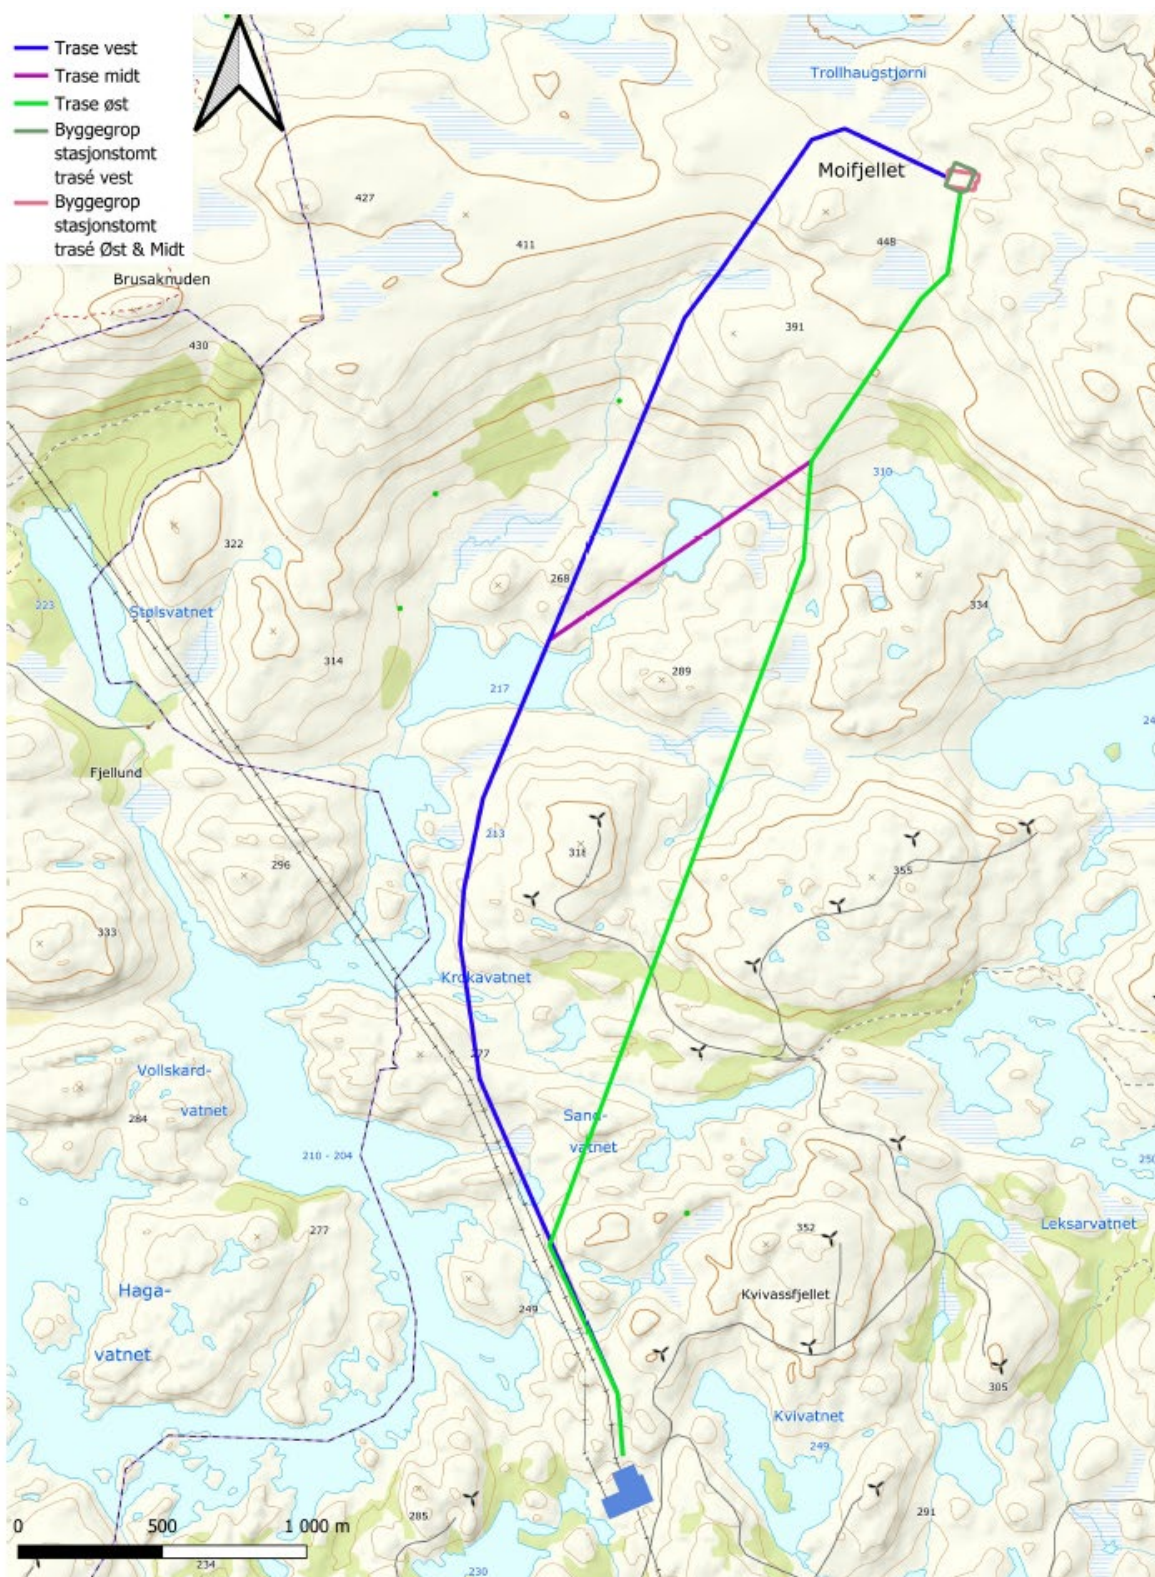 Trase vest
Trase midt
Trase øst
Byggegrop
stasjonstomt
trasé vest
Byggegrop
stasjonstomt
trasé Øst & Midt
Trollhaugstjørni
Moifjellet
427
411
448
Brusaknuden
430
391
310
322
268
223
Stølsvatnet
334
314
289
217
24
Fjellund
213
318
296
355
333
Krokavatnet
277
Vollskard-
vatnet
284
Sand-
vatnet
210 - 204
250
277
352
Leksarvatnet
Haga-
vatnet
249
Kvivassfjellet
305
Kvivatnet
249
285
291
0 500 1 000 m
234
230